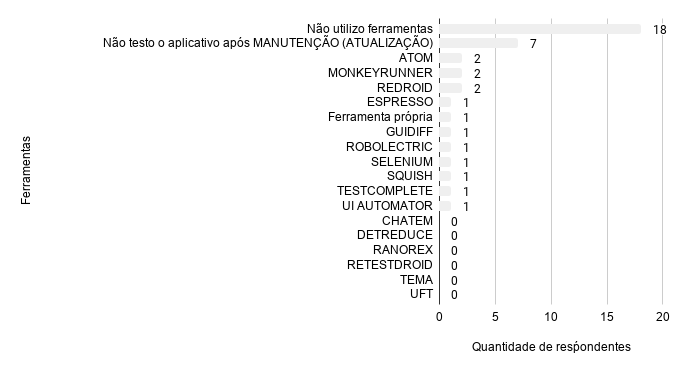 Não utilizo ferramentas 18
Não testo o aplicativo após MANUTENÇÃO (ATUALIZAÇÃO) 7
ATOM 2
MONKEYRUNNER 2
REDROID 2
ESPRESSO 1
Ferramenta própria 1
GUIDIFF 1
ROBOLECTRIC 1
SELENIUM 1
SQUISH 1
TESTCOMPLETE 1
UI AUTOMATOR 1
CHATEM 0
DETREDUCE 0
RANOREX 0
RETESTDROID 0
TEMA 0
UFT 0
Ferramentas
0 5 10 15 20
Quantidade de respondentes